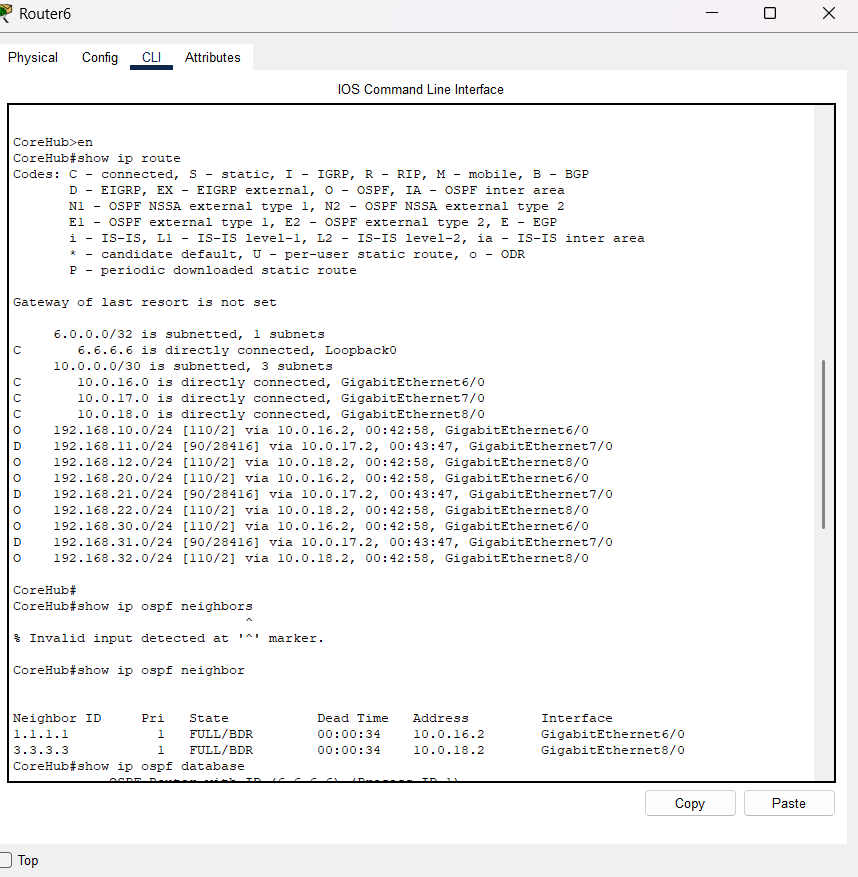 Router6
Physical Config CLI Attributes
IOS Command Line Interface
CoreHub>en
CoreHub#show ip route
Codes: C - connected, S - static, I - IGRP, R - RIP, M - mobile, B - BGP
D - EIGRP, EX - EIGRP external, O - OSPF, IA - OSPF inter area
N1 - OSPF NSSA external type 1, N2 - OSPF NSSA external type 2
E1 - OSPF external type 1, E2 - OSPF external type 2, E - EGP
i - IS-IS, L1 - IS-IS level-1, L2 - IS-IS level-2, ia - IS-IS inter area
* - candidate default, U - per-user static route, o - ODR
P - periodic downloaded static route
Gateway of last resort is not set
6.0.0.0/32 is subnetted, 1 subnets
C 6.6.6.6 is directly connected, Loopback0
10.0.0.0/30 is subnetted, 3 subnets
C 10.0.16.0 is directly connected, GigabitEthernet6/0
C 10.0.17.0 is directly connected, GigabitEthernet7/0
C 10.0.18.0 is directly connected, GigabitEthernet8/0
O 192.168.10.0/24 [110/2] via 10.0.16.2, 00:42:58, GigabitEthernet6/0
D 192.168.11.0/24 [90/28416] via 10.0.17.2, 00:43:47, GigabitEthernet7/0
O 192.168.12.0/24 [110/2] via 10.0.18.2, 00:42:58, GigabitEthernet8/0
O 192.168.20.0/24 [110/2] via 10.0.16.2, 00:42:58, GigabitEthernet6/0
D 192.168.21.0/24 [90/28416] via 10.0.17.2, 00:43:47, GigabitEthernet7/0
O 192.168.22.0/24 [110/2] via 10.0.18.2, 00:42:58, GigabitEthernet8/0
O 192.168.30.0/24 [110/2] via 10.0.16.2, 00:42:58, GigabitEthernet6/0
D 192.168.31.0/24 [90/28416] via 10.0.17.2, 00:43:47, GigabitEthernet7/0
O 192.168.32.0/24 [110/2] via 10.0.18.2, 00:42:58, GigabitEthernet8/0
CoreHub#
CoreHub#show ip ospf neighbors
^
% Invalid input detected at '^' marker.
CoreHub#show ip ospf neighbor
Neighbor ID Pri State Dead Time Address Interface
1.1.1.1 1 FULL/BDR 00:00:34 10.0.16.2 GigabitEthernet6/0
3.3.3.3 1 FULL/BDR 00:00:34 10.0.18.2 GigabitEthernet8/0
CoreHub#show ip ospf database
OSPF Router with ID (6.6.6.6) (Process ID 1)
Copy Paste
Top